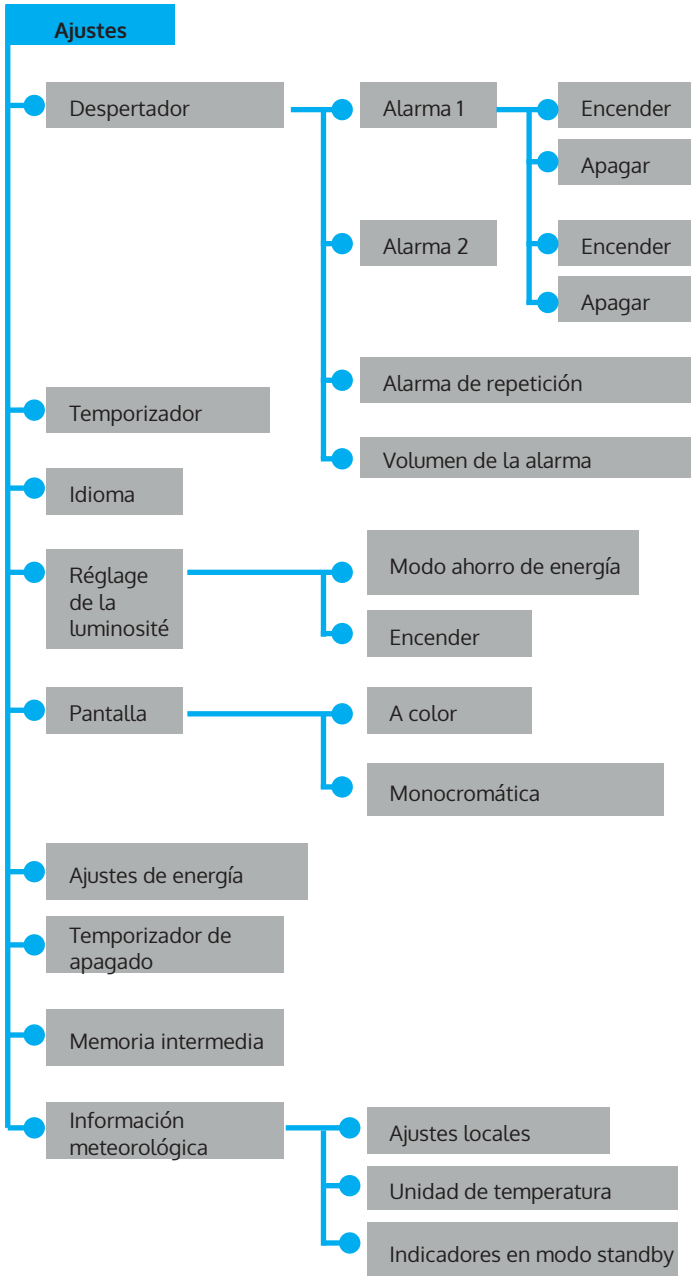 Ajustes
Despertador
Alarma 1
Encender
Apagar
Alarma 2
Encender
Apagar
Alarma de repetición
Volumen de la alarma
Temporizador
Idioma
Réglage
de la
luminosité
Modo ahorro de energía
Encender
Pantalla
A color
Monocromática
Ajustes de energía
Temporizador de
apagado
Memoria intermedia
Información
meteorológica
Ajustes locales
Unidad de temperatura
Indicadores en modo standby